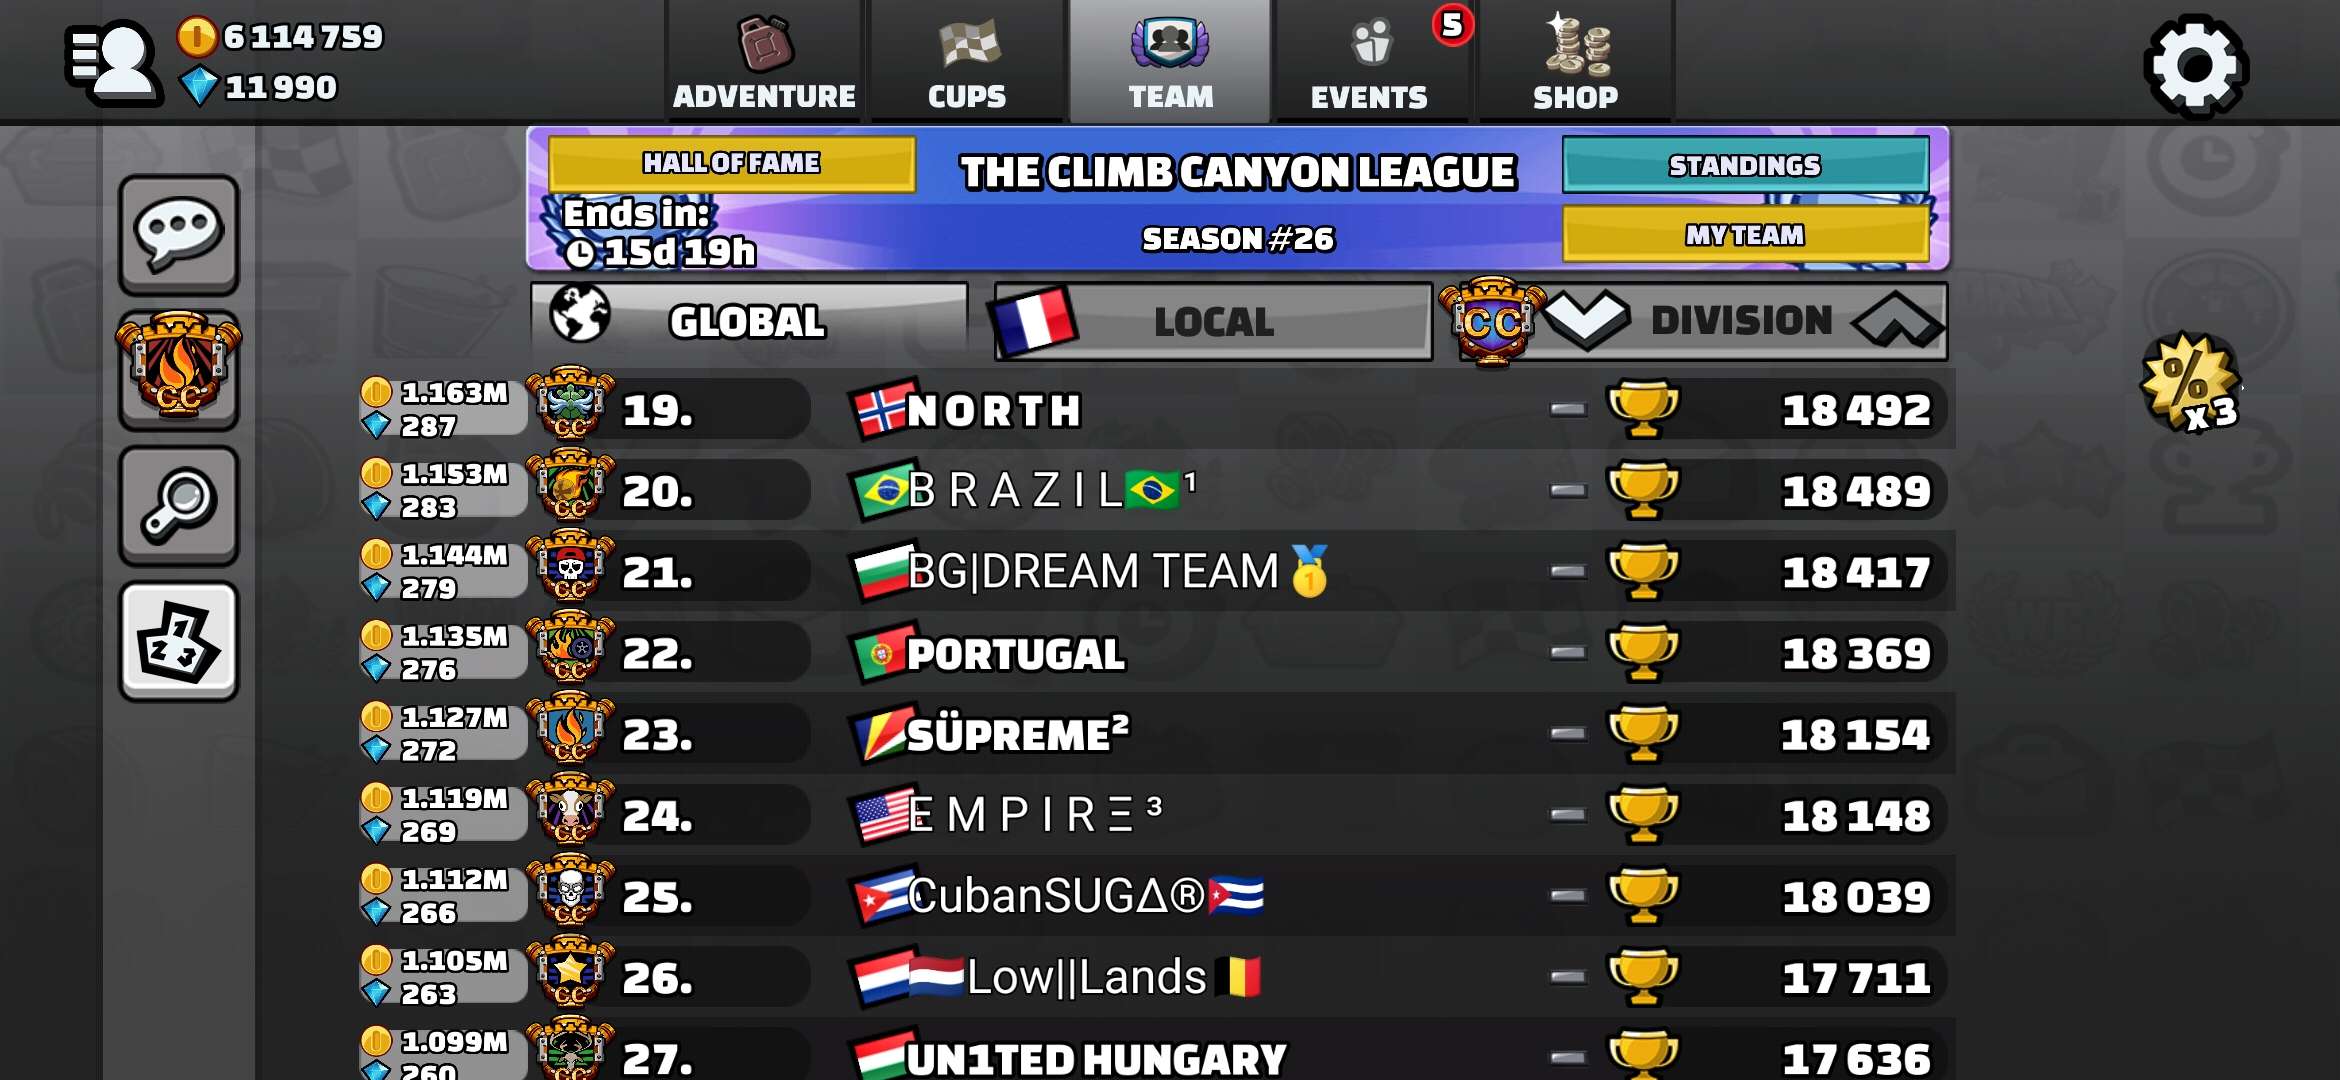 6 114 759
11 990
ADVENTURE
CUPS
TEAM
EVENTS
5
SHOP
HALL OF FAME
THE CLIMB CANYON LEAGUE
STANDINGS
Ends in:
15d 19h
SEASON #26
MY TEAM
GLOBAL
LOCAL
CC
DIVISION
CC
1 2 3
%
x3
1.163M
287
CC
19.
NORTH
18 492
1.153M
283
CC
20.
B R A Z I L🇧🇷¹
18 489
1.144M
279
CC
21.
BG|DREAM TEAM🥇
18 417
1.135M
276
CC
22.
PORTUGAL
18 369
1.127M
272
CC
23.
SÜPREME²
18 154
1.119M
269
CC
24.
E M P I R Ξ ³
18 148
1.112M
266
CC
25.
CubanSUG∆®🇨🇺
18 039
1.105M
263
CC
26.
🇳🇱Low||Lands🇧🇪
17 711
1.099M
260
27.
UN1TED HUNGARY
17 636